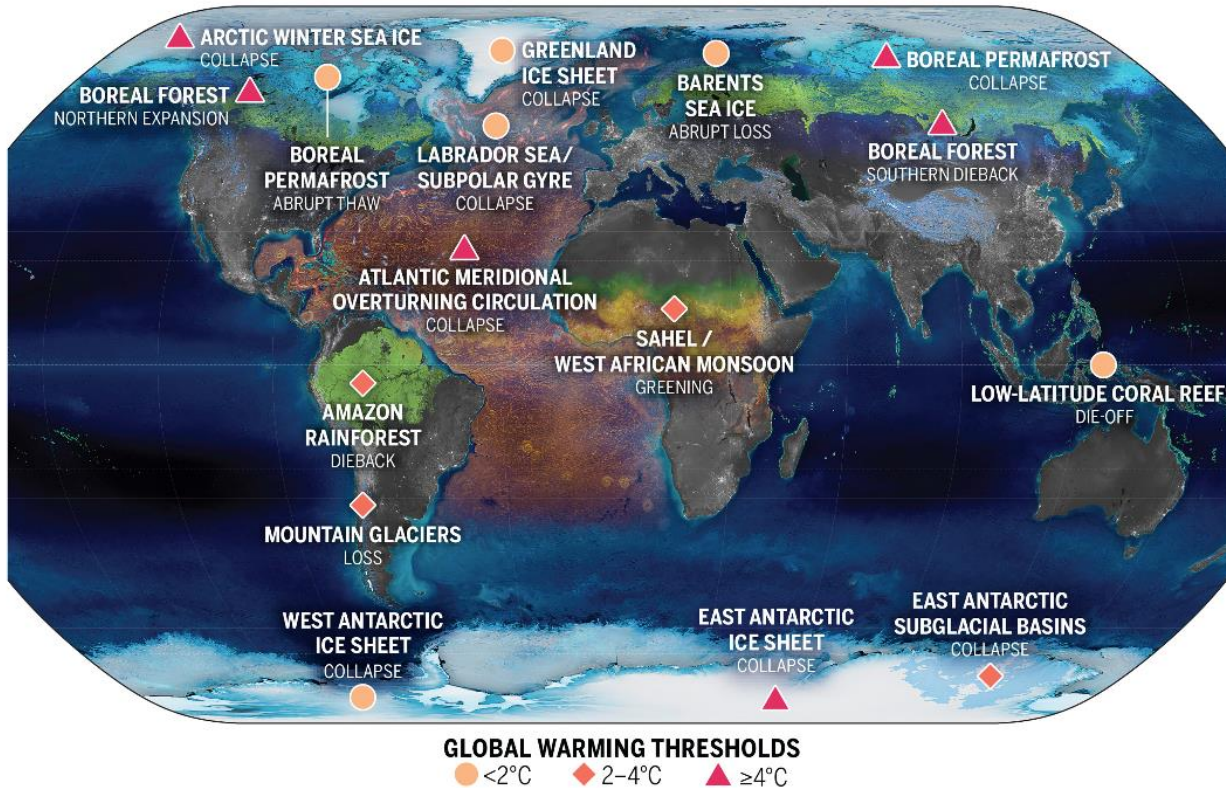 ARCTIC WINTER SEA ICE
COLLAPSE
BOREAL FOREST
NORTHERN EXPANSION
BOREAL
PERMAFROST
ABRUPT THAW
GREENLAND
ICE SHEET
COLLAPSE
LABRADOR SEA/
SUBPOLAR GYRE
COLLAPSE
BARENTS
SEA ICE
ABRUPT LOSS
BOREAL PERMAFROST
COLLAPSE
BOREAL FOREST
SOUTHERN DIEBACK
ATLANTIC MERIDIONAL
OVERTURNING CIRCULATION
COLLAPSE
SAHEL /
WEST AFRICAN MONSOON
GREENING
LOW-LATITUDE CORAL REEF
DIE-OFF
AMAZON
RAINFOREST
DIEBACK
MOUNTAIN GLACIERS
LOSS
WEST ANTARCTIC
ICE SHEET
COLLAPSE
EAST ANTARCTIC
ICE SHEET
COLLAPSE
EAST ANTARCTIC
SUBGLACIAL BASINS
COLLAPSE
GLOBAL WARMING THRESHOLDS
<2°C 2–4°C ≥4°C